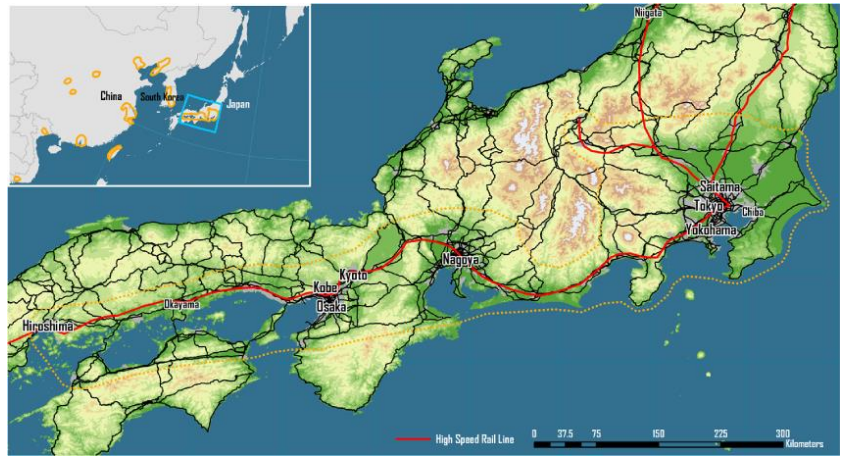 Niigata
China
South Korea
Japan
Saitama
Tokyo
Chiba
Yokohama
Nagoya
Kyoto
Kobe
Osaka
Okayama
Hiroshima
High Speed Rail Line
0 37.5 75 150 225 300
Kilometers